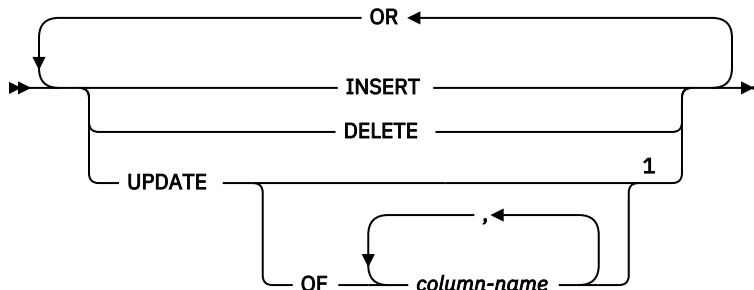 OR
INSERT
DELETE
UPDATE
1
,
OF column-name